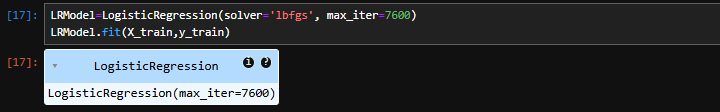 [17]: LRModel=LogisticRegression(solver='lbfgs', max_iter=7600)
LRModel.fit(X_train,y_train)
[17]: ▾ LogisticRegression i ?
LogisticRegression(max_iter=7600)